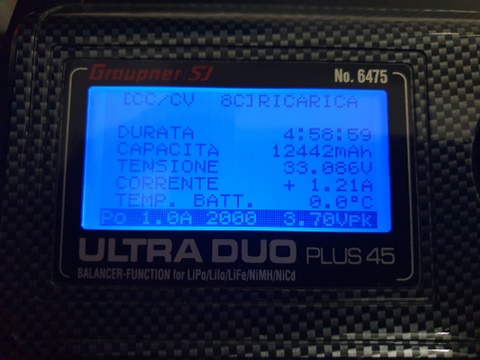 Graupner SJ No. 6475
[CC/CV 8C]RICARICA
DURATA 4:58:59
CAPACITÀ 12442mAh
TENSIONE 33.086V
CORRENTE + 1.21A
TEMP. BATT. 0.0°C
Po 1.0A 2000 3.70Vpk
ULTRA DUO PLUS 45
BALANCER-FUNCTION for LiPo/LiIo/LiFe/NiMH/NiCd